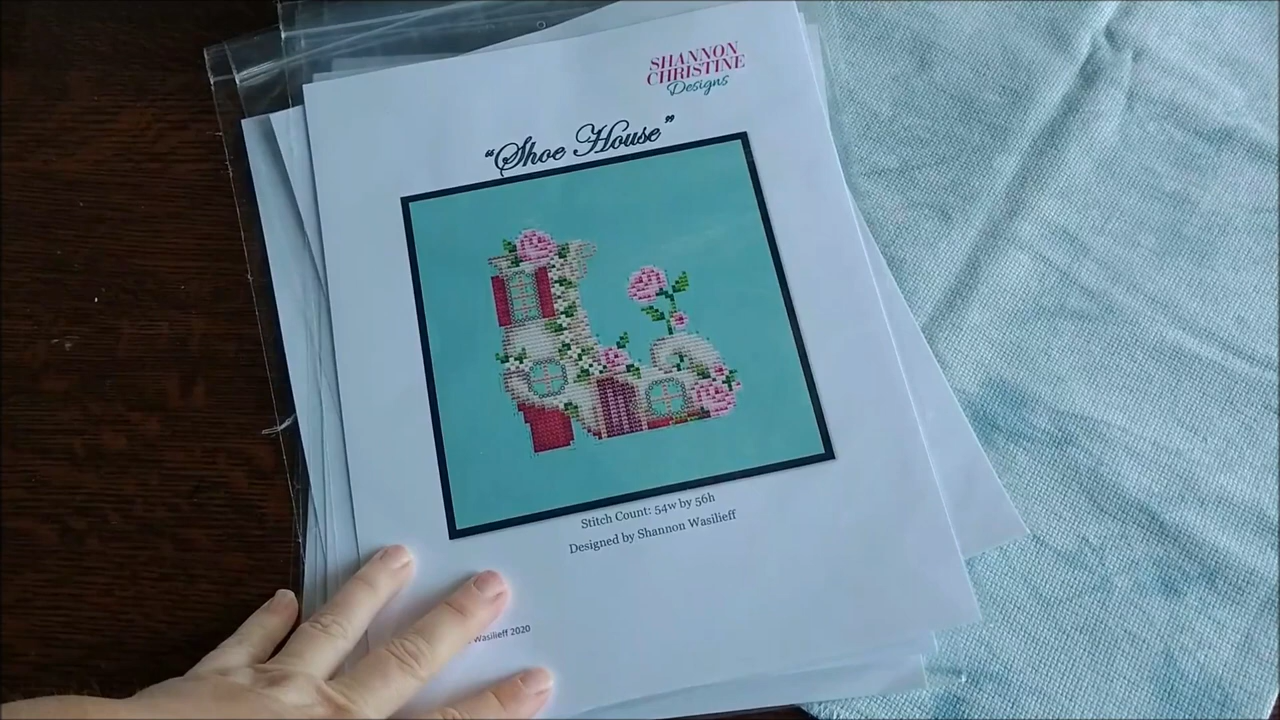 SHANNON
CHRISTINE
Designs
“Shoe House”
Stitch Count: 54w by 56h
Designed by Shannon Wasilieff
Wasilieff 2020